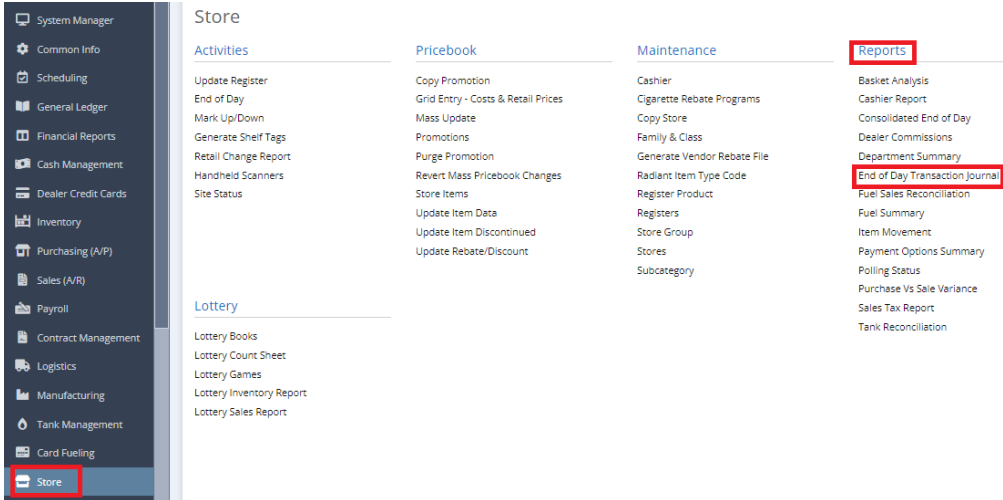 System Manager
Common Info
Scheduling
General Ledger
Financial Reports
Cash Management
Dealer Credit Cards
Inventory
Purchasing (A/P)
Sales (A/R)
Payroll
Contract Management
Logistics
Manufacturing
Tank Management
Card Fueling
Store
Store
Activities
Update Register
End of Day
Mark Up/Down
Generate Shelf Tags
Retail Change Report
Handheld Scanners
Site Status
Pricebook
Copy Promotion
Grid Entry - Costs & Retail Prices
Mass Update
Promotions
Purge Promotion
Revert Mass Pricebook Changes
Store Items
Update Item Data
Update Item Discontinued
Update Rebate/Discount
Maintenance
Cashier
Cigarette Rebate Programs
Copy Store
Family & Class
Generate Vendor Rebate File
Radiant Item Type Code
Register Product
Registers
Store Group
Stores
Subcategory
Reports
Basket Analysis
Cashier Report
Consolidated End of Day
Dealer Commissions
Department Summary
End of Day Transaction Journal
Fuel Sales Reconciliation
Fuel Summary
Item Movement
Payment Options Summary
Polling Status
Purchase Vs Sale Variance
Sales Tax Report
Tank Reconciliation
Lottery
Lottery Books
Lottery Count Sheet
Lottery Games
Lottery Inventory Report
Lottery Sales Report